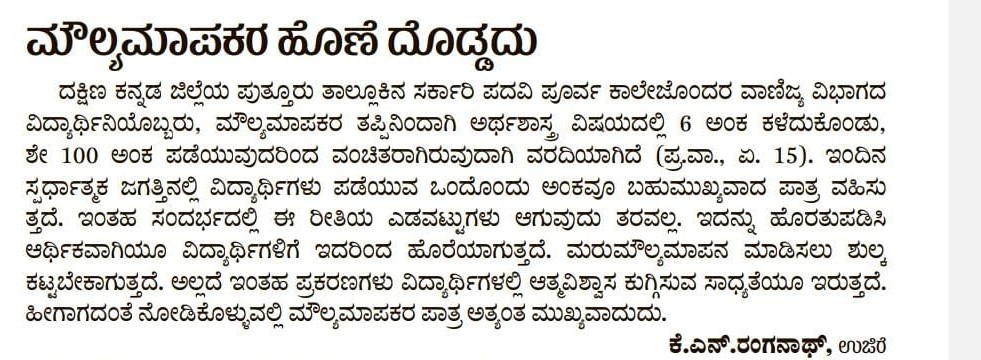 ಮೌಲ್ಯಮಾಪಕರ ಹೊಣೆ ದೊಡ್ಡದು
ದಕ್ಷಿಣ ಕನ್ನಡ ಜಿಲ್ಲೆಯ ಪುತ್ತೂರು ತಾಲ್ಲೂಕಿನ ಸರ್ಕಾರಿ ಪದವಿ ಪೂರ್ವ ಕಾಲೇಜೊಂದರ ವಾಣಿಜ್ಯ ವಿಭಾಗದ
ವಿದ್ಯಾರ್ಥಿನಿಯೊಬ್ಬರು, ಮೌಲ್ಯಮಾಪಕರ ತಪ್ಪಿನಿಂದಾಗಿ ಅರ್ಥಶಾಸ್ತ್ರ ವಿಷಯದಲ್ಲಿ 6 ಅಂಕ ಕಳೆದುಕೊಂಡು,
ಶೇ 100 ಅಂಕ ಪಡೆಯುವುದರಿಂದ ವಂಚಿತರಾಗಿರುವುದಾಗಿ ವರದಿಯಾಗಿದೆ (ಪ್ರ.ವಾ., ಏ. 15). ಇಂದಿನ
ಸ್ಪರ್ಧಾತ್ಮಕ ಜಗತ್ತಿನಲ್ಲಿ ವಿದ್ಯಾರ್ಥಿಗಳು ಪಡೆಯುವ ಒಂದೊಂದು ಅಂಕವೂ ಬಹುಮುಖ್ಯವಾದ ಪಾತ್ರ ವಹಿಸು
ತ್ತದೆ. ಇಂತಹ ಸಂದರ್ಭದಲ್ಲಿ ಈ ರೀತಿಯ ಎಡವಟ್ಟುಗಳು ಆಗುವುದು ತರವಲ್ಲ. ಇದನ್ನು ಹೊರತುಪಡಿಸಿ
ಆರ್ಥಿಕವಾಗಿಯೂ ವಿದ್ಯಾರ್ಥಿಗಳಿಗೆ ಇದರಿಂದ ಹೊರೆಯಾಗುತ್ತದೆ. ಮರುಮೌಲ್ಯಮಾಪನ ಮಾಡಿಸಲು ಶುಲ್ಕ
ಕಟ್ಟಬೇಕಾಗುತ್ತದೆ. ಅಲ್ಲದೆ ಇಂತಹ ಪ್ರಕರಣಗಳು ವಿದ್ಯಾರ್ಥಿಗಳಲ್ಲಿ ಆತ್ಮವಿಶ್ವಾಸ ಕುಗ್ಗಿಸುವ ಸಾಧ್ಯತೆಯೂ ಇರುತ್ತದೆ.
ಹೀಗಾಗದಂತೆ ನೋಡಿಕೊಳ್ಳುವಲ್ಲಿ ಮೌಲ್ಯಮಾಪಕರ ಪಾತ್ರ ಅತ್ಯಂತ ಮುಖ್ಯವಾದುದು.
ಕೆ.ಎನ್.ರಂಗನಾಥ್, ಉಜಿರೆ